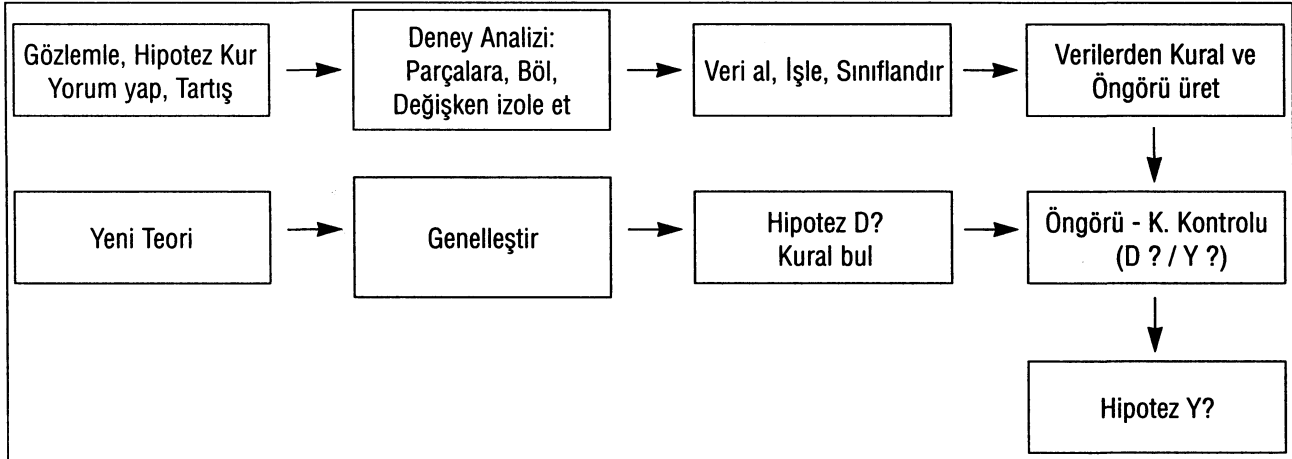 Gözlemle, Hipotez Kur
Yorum yap, Tartış
Deney Analizi:
Parçalara, Böl,
Değişken izole et
Veri al, İşle, Sınıflandır
Verilerden Kural ve
Öngörü üret
Yeni Teori
Genelleştir
Hipotez D?
Kural bul
Öngörü - K. Kontrolu
(D ? / Y ?)
Hipotez Y?